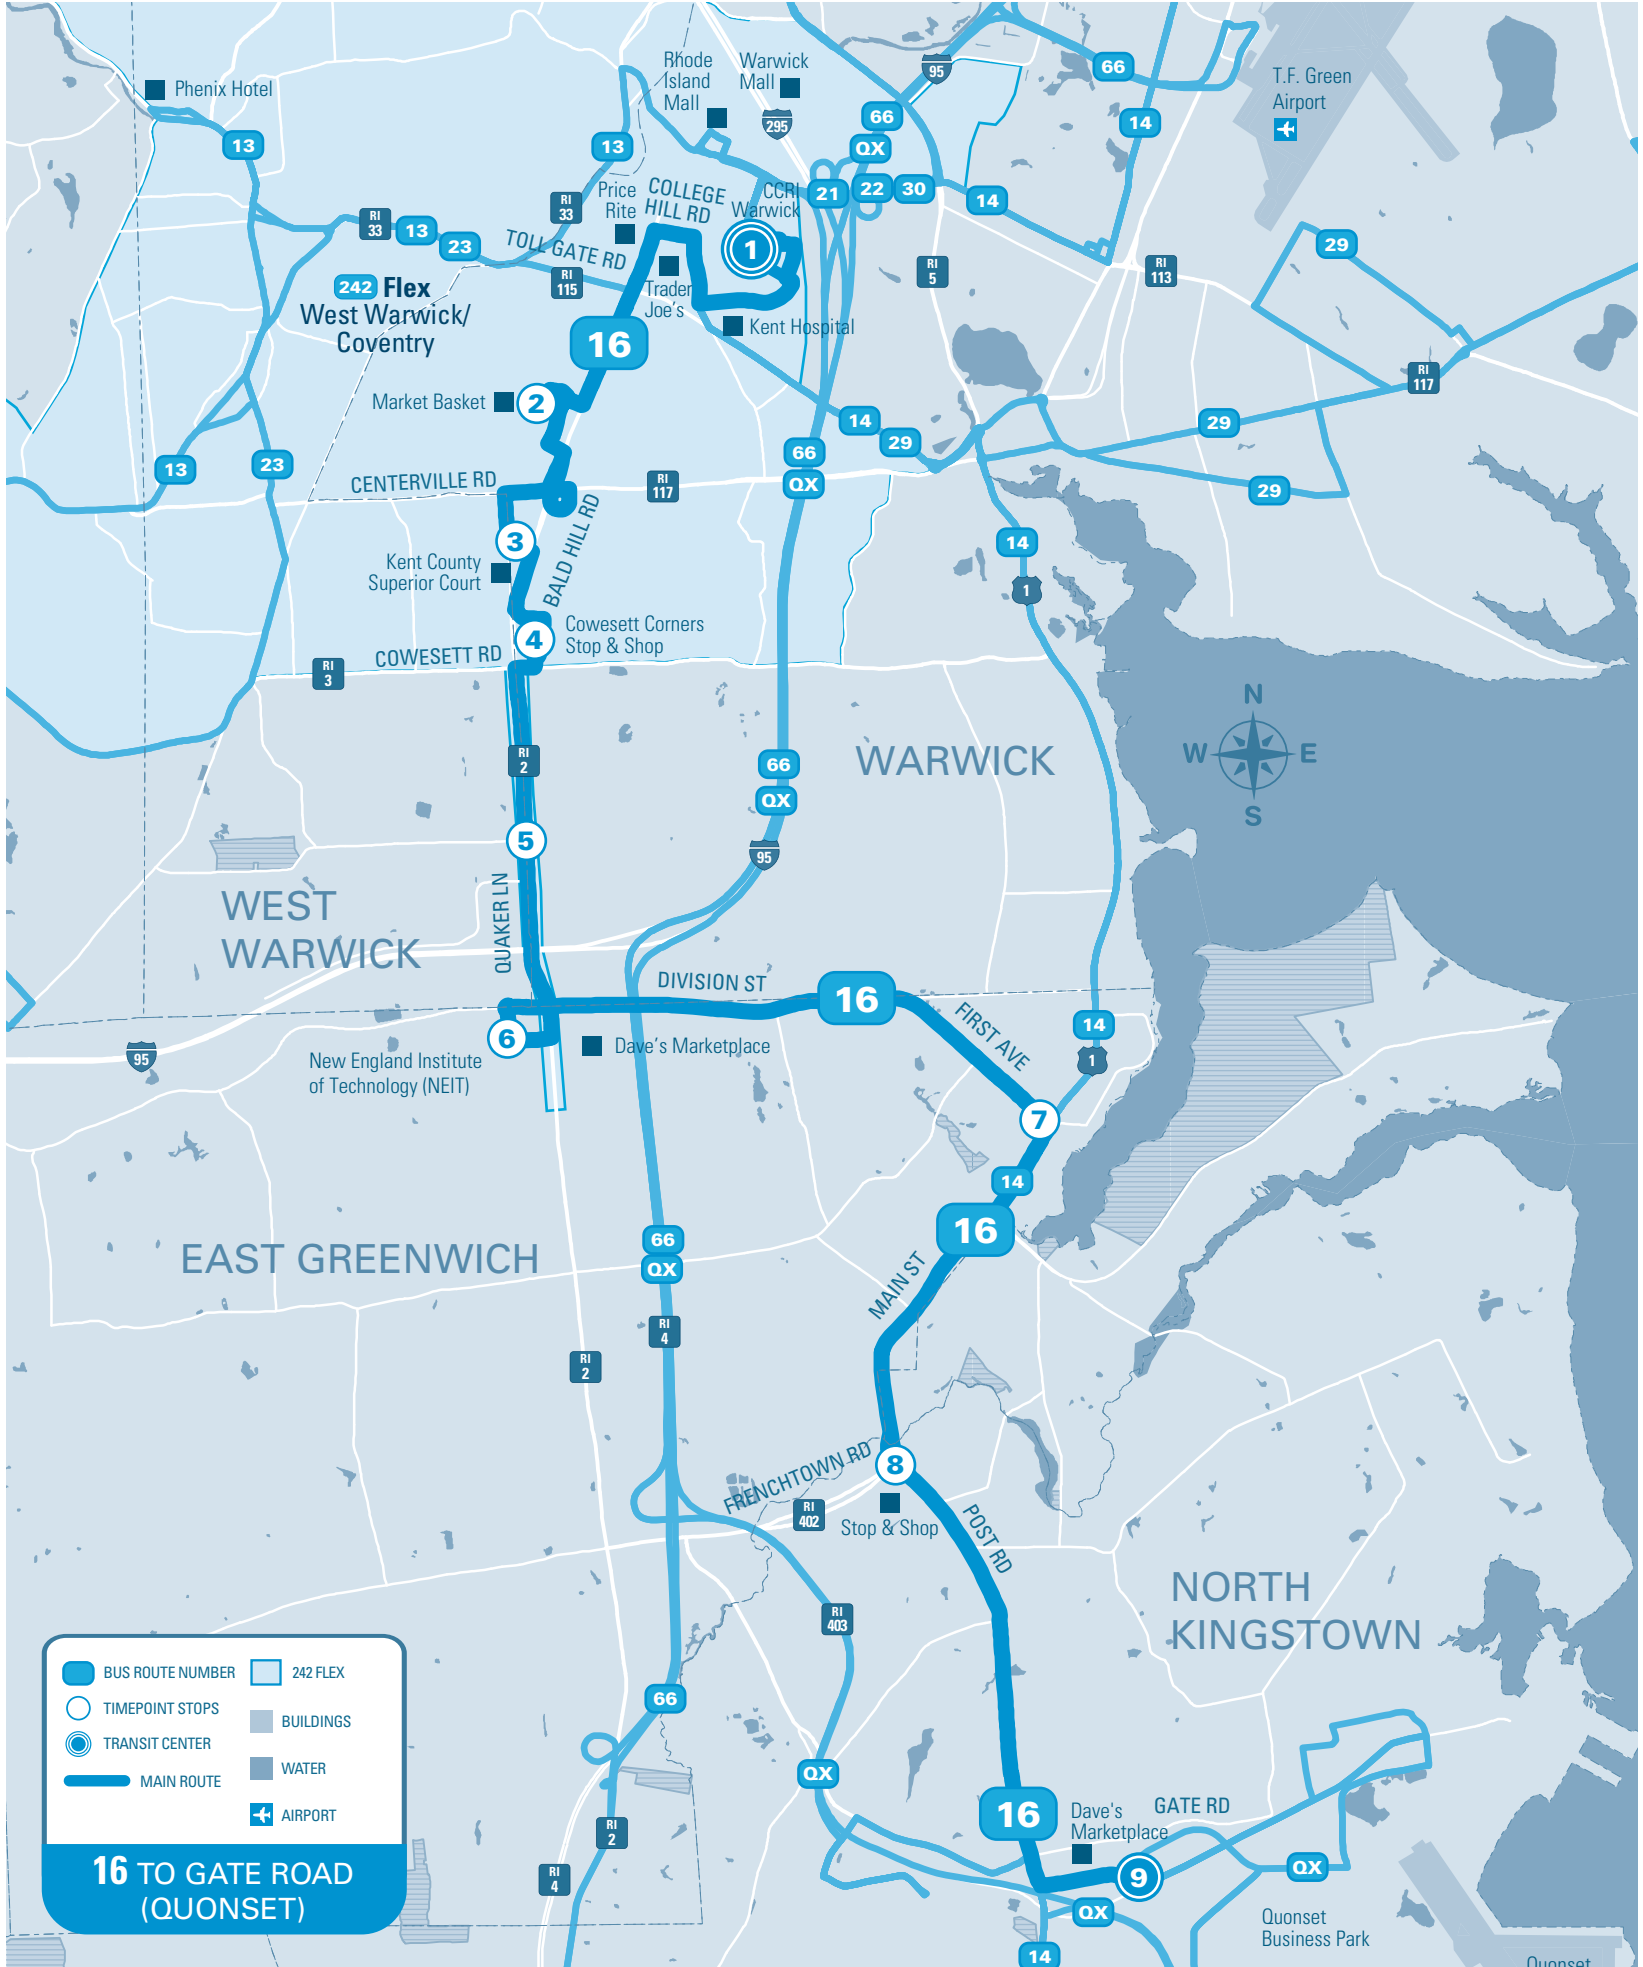 Rhode
Island
Mall
Warwick
Mall
95
66
T.F. Green
Airport
Phenix Hotel
66
14
295
13
13
QX
Price
Rite
COLLEGE
HILL RD
CCRI
Warwick
21
22
30
14
RI
33
RI
33
13
23
TOLL GATE RD
1
29
RI
115
RI
5
RI
113
242 Flex
West Warwick/
Coventry
Trader
Joe's
Kent Hospital
16
RI
117
Market Basket
2
14
29
29
13
23
66
QX
CENTERVILLE RD
RI
117
29
BALD HILL RD
3
14
Kent County
Superior Court
1
4
Cowesett Corners
Stop & Shop
COWESETT RD
RI
3
N
W
E
S
RI
2
66
QX
WARWICK
5
95
WEST
WARWICK
QUAKER LN
DIVISION ST
16
FIRST AVE
14
6
Dave's Marketplace
95
New England Institute
of Technology (NEIT)
1
7
14
16
EAST GREENWICH
66
QX
MAIN ST
RI
4
RI
2
FRENCHTOWN RD
8
RI
402
Stop & Shop
POST RD
NORTH
KINGSTOWN
RI
403
66
QX
16
Dave's
Marketplace
GATE RD
RI
2
RI
4
9
QX
QX
Quonset
Business Park
14
Quonset
BUS ROUTE NUMBER
242 FLEX
TIMEPOINT STOPS
BUILDINGS
TRANSIT CENTER
WATER
MAIN ROUTE
AIRPORT
16 TO GATE ROAD
(QUONSET)